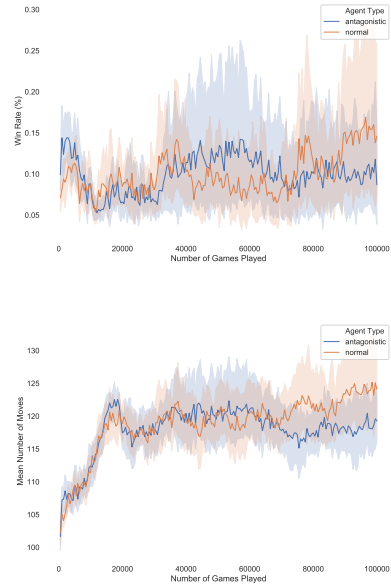 0.30
0.25
0.20
0.15
0.10
0.05
Win Rate (%)
Agent Type
antagonistic
normal
0
20000
40000
60000
80000
100000
Number of Games Played
130
125
120
115
110
105
100
Mean Number of Moves
Agent Type
antagonistic
normal
0
20000
40000
60000
80000
100000
Number of Games Played